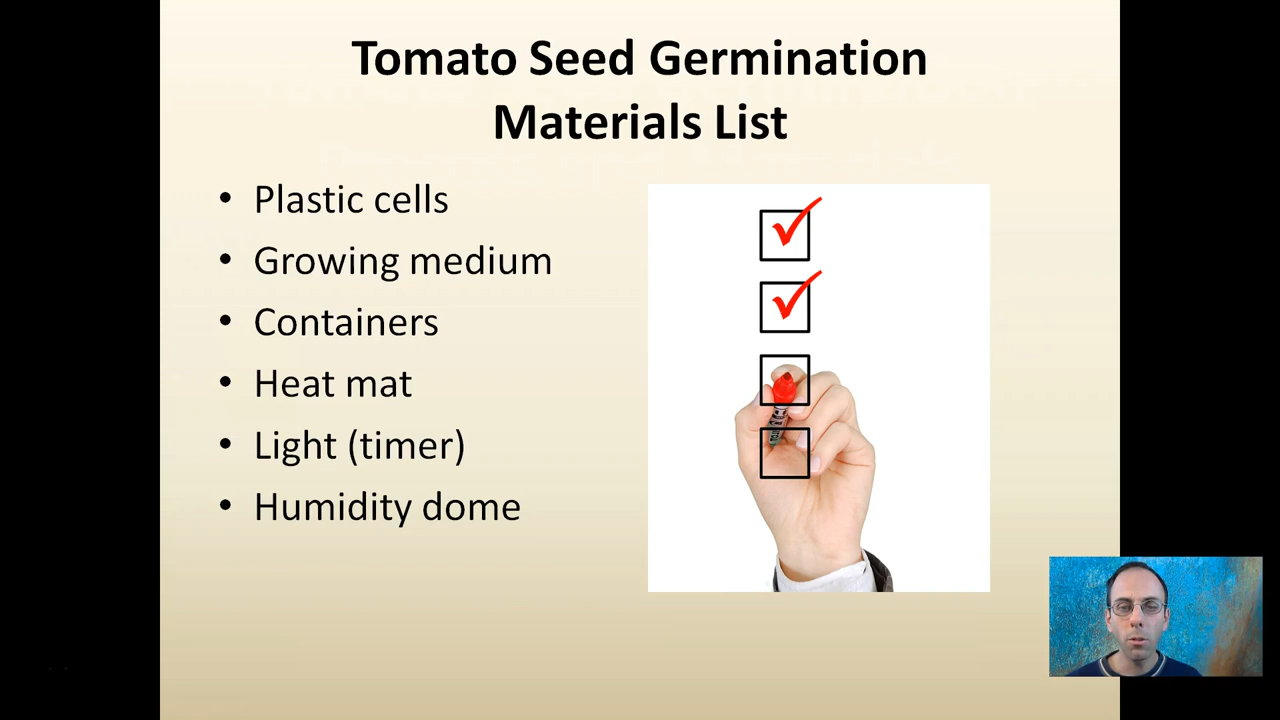 Tomato Seed Germination
Materials List
• Plastic cells
• Growing medium
• Containers
• Heat mat
• Light (timer)
• Humidity dome